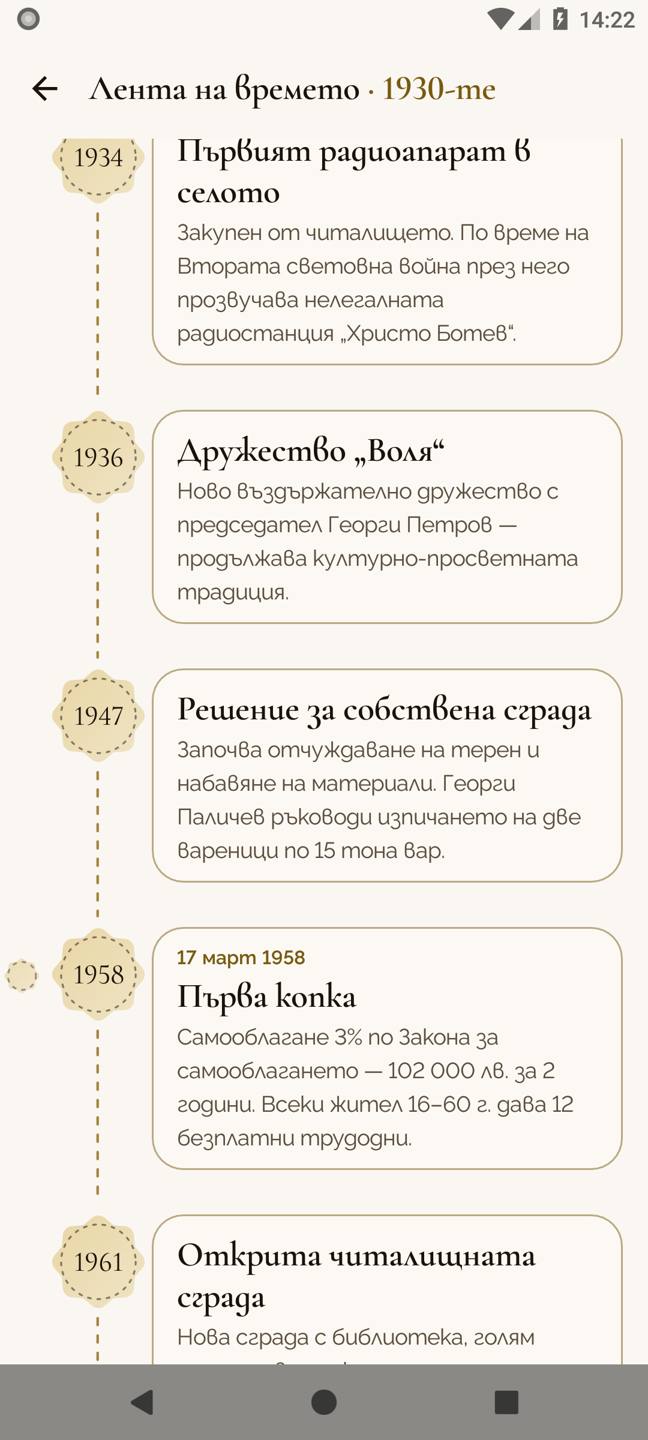 14:22
Лента на времето · 1930-те
1934
Първият радиоапарат в
селото
Закупен от читалището. По време на
Втората световна война през него
прозвучава нелегалната
радиостанция „Христо Ботев“.
1936
Дружество „Воля“
Ново въздържателно дружество с
председател Георги Петров —
продължава културно-просветната
традиция.
1947
Решение за собствена сграда
Започва отчуждаване на терен и
набавяне на материали. Георги
Паличев ръководи изпичането на две
вареници по 15 тона вар.
1958
17 март 1958
Първа копка
Самооблагане 3% по Закона за
самооблагането — 102 000 лв. за 2
години. Всеки жител 16–60 г. дава 12
безплатни трудодни.
1961
Открита читалищната
сграда
Нова сграда с библиотека, голям